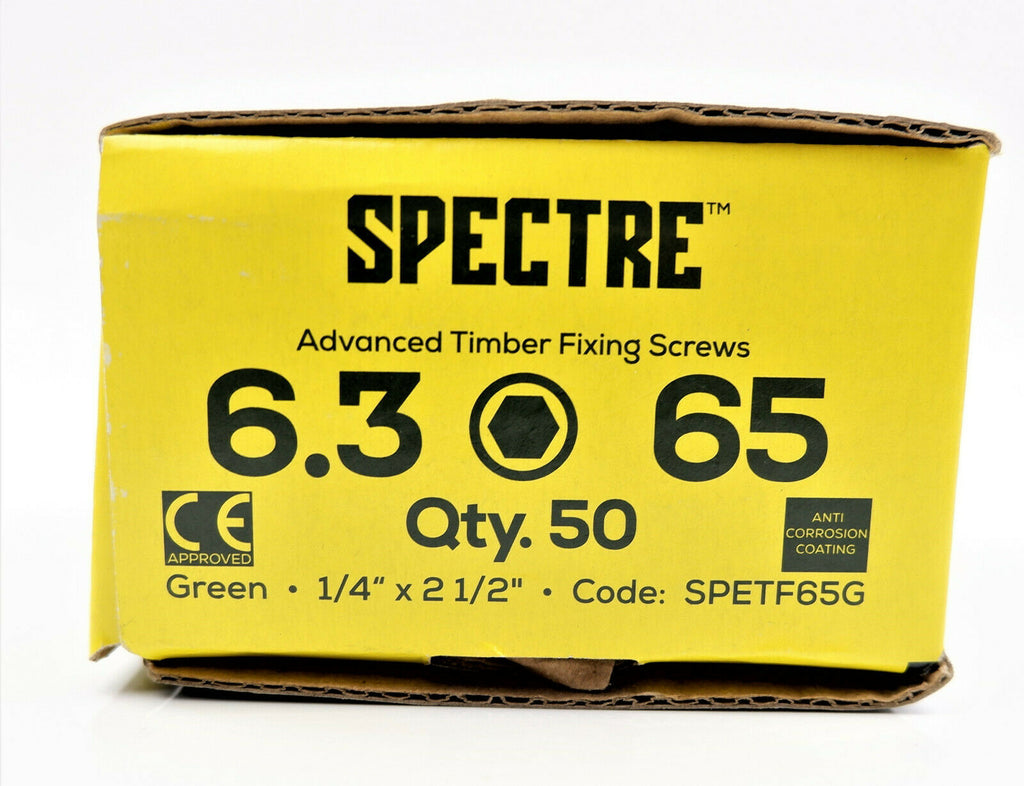 SPECTRE™
Advanced Timber Fixing Screws
6.3 65
CE
APPROVED
Qty. 50
ANTI
CORROSION
COATING
Green • 1/4" x 2 1/2" • Code: SPETF65G